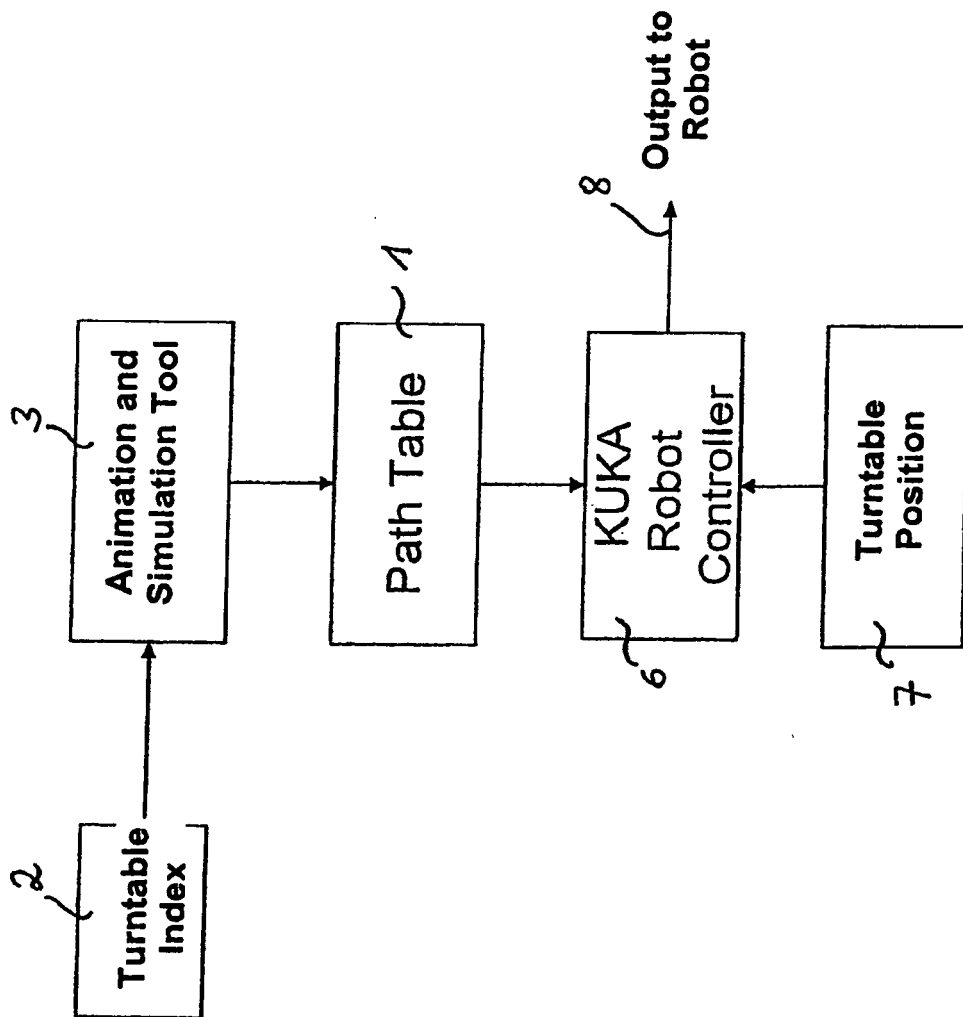 2
Turntable
Index
3
Animation and
Simulation Tool
1
Path Table
6
KUKA
Robot
Controller
8
Output to
Robot
7
Turntable
Position